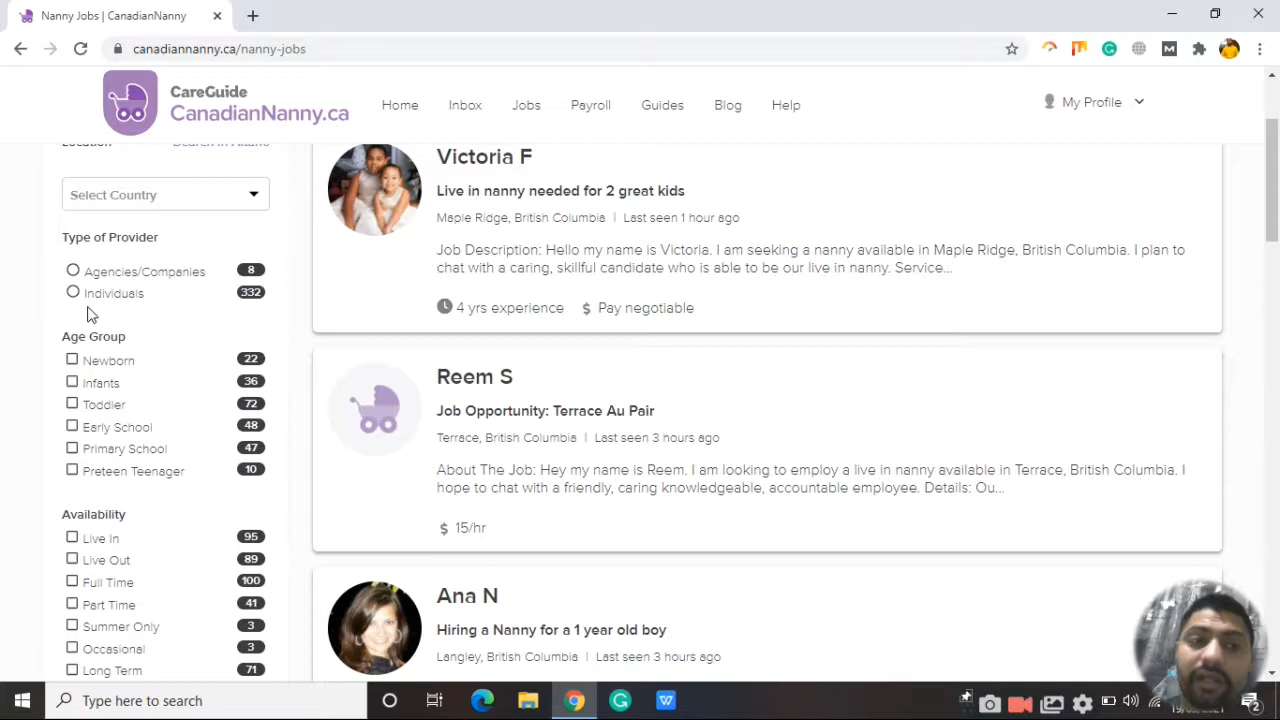 Nanny Jobs | CanadianNanny
canadiannanny.ca/nanny-jobs
CareGuide
CanadianNanny.ca
Home
Inbox
Jobs
Payroll
Guides
Blog
Help
My Profile
Select Country
Type of Provider
Agencies/Companies 8
Individuals 332
Age Group
Newborn 22
Infants 36
Toddler 72
Early School 48
Primary School 47
Preteen Teenager 10
Availability
Live In 95
Live Out 89
Full Time 100
Part Time 41
Summer Only 3
Occasional 3
Long Term 71
Victoria F
Live in nanny needed for 2 great kids
Maple Ridge, British Columbia | Last seen 1 hour ago
Job Description: Hello my name is Victoria. I am seeking a nanny available in Maple Ridge, British Columbia. I plan to
chat with a caring, skillful candidate who is able to be our live in nanny. Service...
4 yrs experience $ Pay negotiable
Reem S
Job Opportunity: Terrace Au Pair
Terrace, British Columbia | Last seen 3 hours ago
About The Job: Hey my name is Reem. I am looking to employ a live in nanny available in Terrace, British Columbia. I
hope to chat with a friendly, caring knowledgeable, accountable employee. Details: Ou...
$ 15/hr
Ana N
Hiring a Nanny for a 1 year old boy
Langley, British Columbia | Last seen 3 hours ago
Type here to search